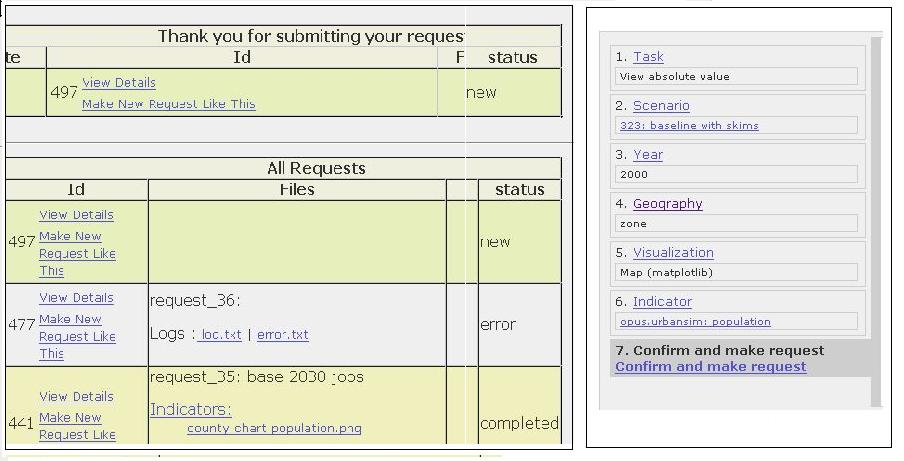 Thank you for submitting your reques
te Id F status
497 View Details new
Make New Request Like This
All Requests
Id Files status
497 View Details new
Make New
Request Like
This
477 View Details request_36: error
Make New
Request Like
This
Logs : loc.txt | error.txt
441 View Details request_35: base 2030 jobs completed
Make New
Request Like
Indicators:
county chart population.png
1. Task
View absolute value
2. Scenario
323: baseline with skims
3. Year
2000
4. Geography
zone
5. Visualization
Map (matplotlib)
6. Indicator
opus.urbansim: population
7. Confirm and make request
Confirm and make request